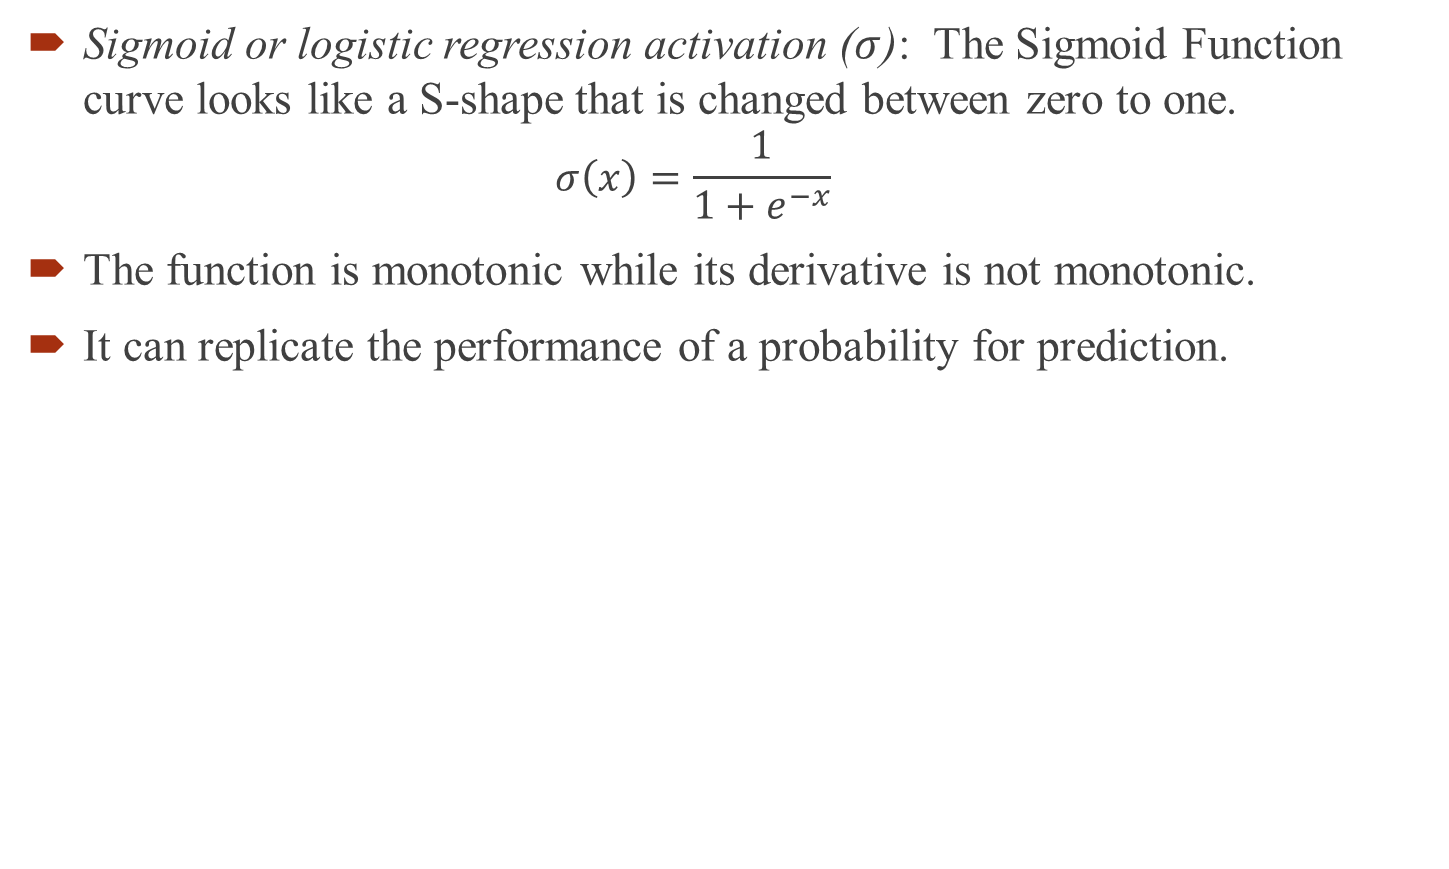 Sigmoid or logistic regression activation (σ): The Sigmoid Function
curve looks like a S-shape that is changed between zero to one.
σ(x) = 1 / (1 + e^{-x})
The function is monotonic while its derivative is not monotonic.
It can replicate the performance of a probability for prediction.